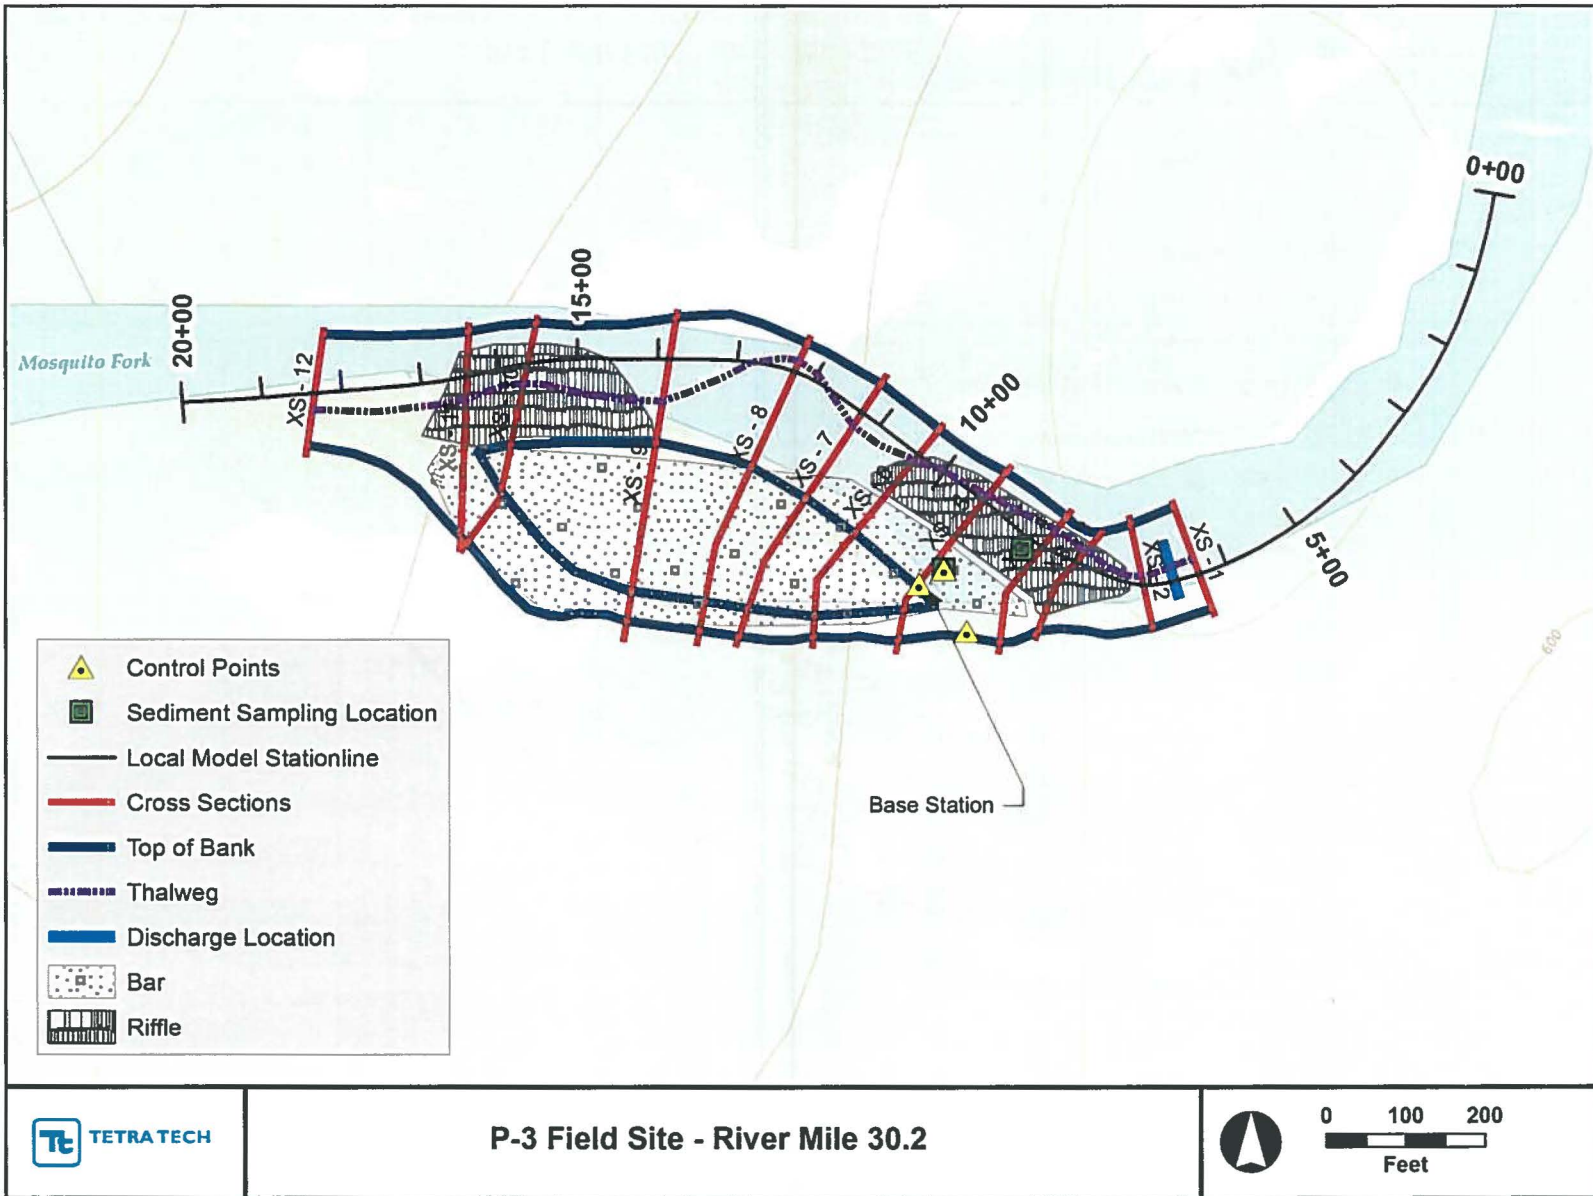 0+00
15+00
20+00
Mosquito Fork
XS - 12
10+00
XS - 8
XS - 7
XS - 9
XS - 1
XS - 2
5+00
600
Control Points
Sediment Sampling Location
Local Model Stationline
Cross Sections
Top of Bank
Thalweg
Discharge Location
Bar
Riffle
Base Station
Tt TETRA TECH
P-3 Field Site - River Mile 30.2
0 100 200
Feet